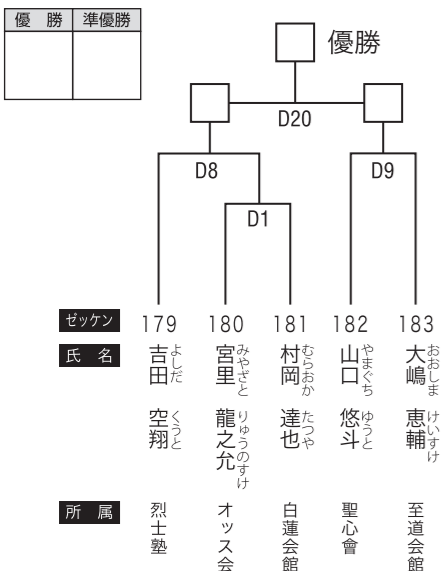 優 勝 準優勝
優勝
D20
D8 D9
D1
ゼッケン 179 180 181 182 183
氏 名
吉田 空翔
よしだ くうと
宮里 龍之允
みやざと りゅうのすけ
村岡 達也
むらおか たつや
山口 悠斗
やまぐち ゆうと
大嶋 恵輔
おおしま けいすけ
所 属
烈士塾
オッス会
白蓮会館
聖心會
至道会館